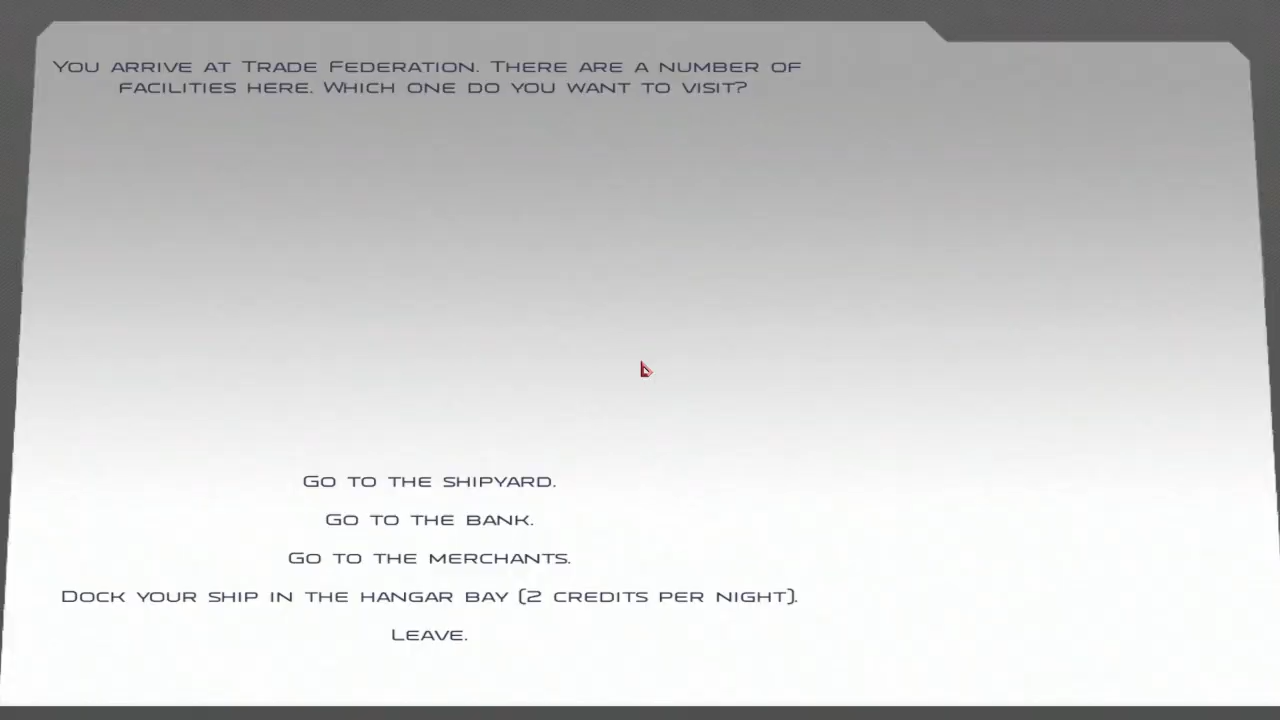 You arrive at Trade Federation. There are a number of
facilities here. Which one do you want to visit?
Go to the shipyard.
Go to the bank.
Go to the merchants.
Dock your ship in the hangar bay (2 credits per night).
Leave.